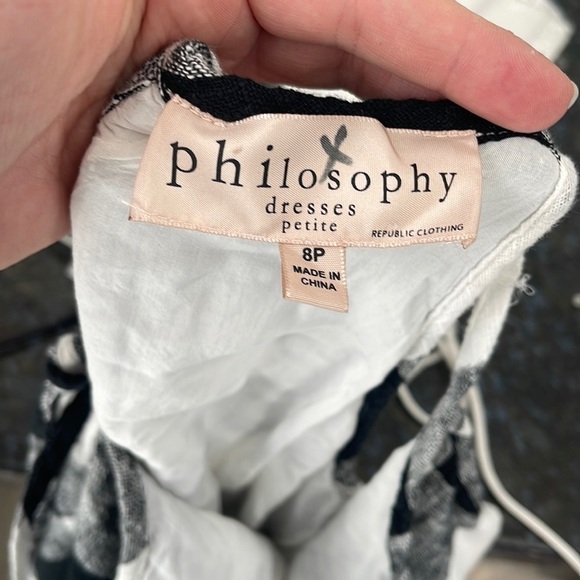 philosophy
dresses
petite
REPUBLIC CLOTHING
8P
MADE IN
CHINA